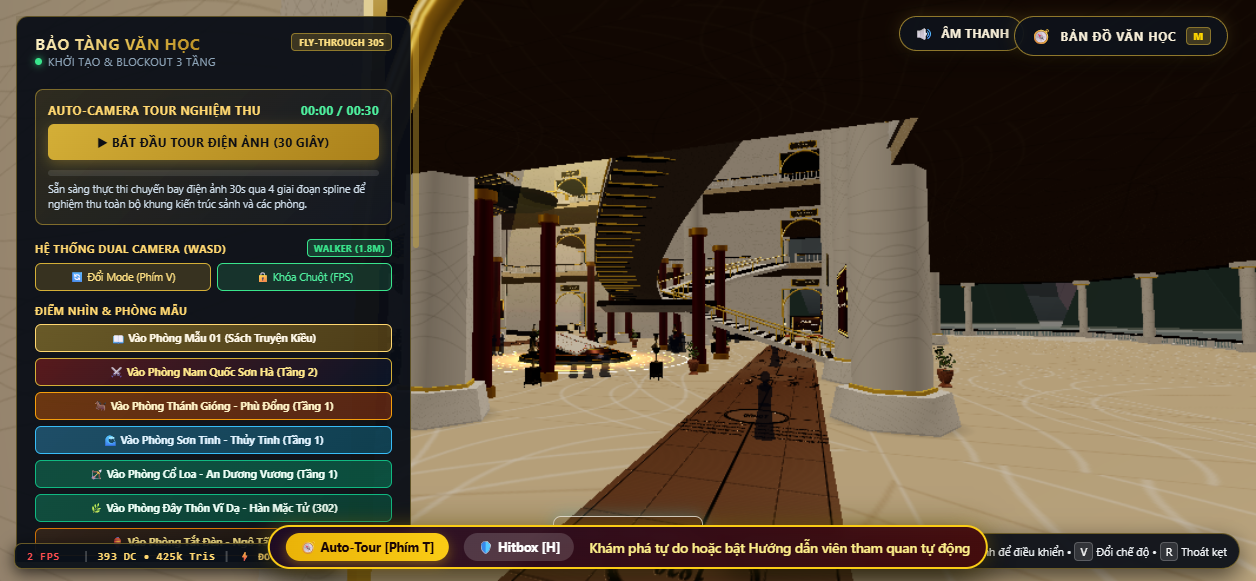 BẢO TÀNG VĂN HỌC
FLY-THROUGH 30S
KHỞI TẠO & BLOCKOUT 3 TẦNG
AUTO-CAMERA TOUR NGHIỆM THU
00:00 / 00:30
▶ BẮT ĐẦU TOUR ĐIỆN ẢNH (30 GIÂY)
Sẵn sàng thực thi chuyến bay điện ảnh 30s qua 4 giai đoạn spline để
nghiệm thu toàn bộ khung kiến trúc sảnh và các phòng.
HỆ THỐNG DUAL CAMERA (WASD)
WALKER (1.8M)
Đổi Mode (Phím V)
Khóa Chuột (FPS)
ĐIỂM NHÌN & PHÒNG MẪU
Vào Phòng Mẫu 01 (Sách Truyện Kiều)
Vào Phòng Nam Quốc Sơn Hà (Tầng 2)
Vào Phòng Thánh Gióng - Phù Đổng (Tầng 1)
Vào Phòng Sơn Tinh - Thủy Tinh (Tầng 1)
Vào Phòng Cổ Loa - An Dương Vương (Tầng 1)
Vào Phòng Đây Thôn Vĩ Dạ - Hàn Mặc Tử (302)
Vào Phòng Tắt Đèn - Ngô Tấ
2 FPS | 393 DC • 425k Tris |
ÂM THANH
BẢN ĐỒ VĂN HỌC M
Auto-Tour [Phím T]
Hitbox [H]
Khám phá tự do hoặc bật Hướng dẫn viên tham quan tự động
để điều khiển • V Đổi chế độ • R Thoát kẹt